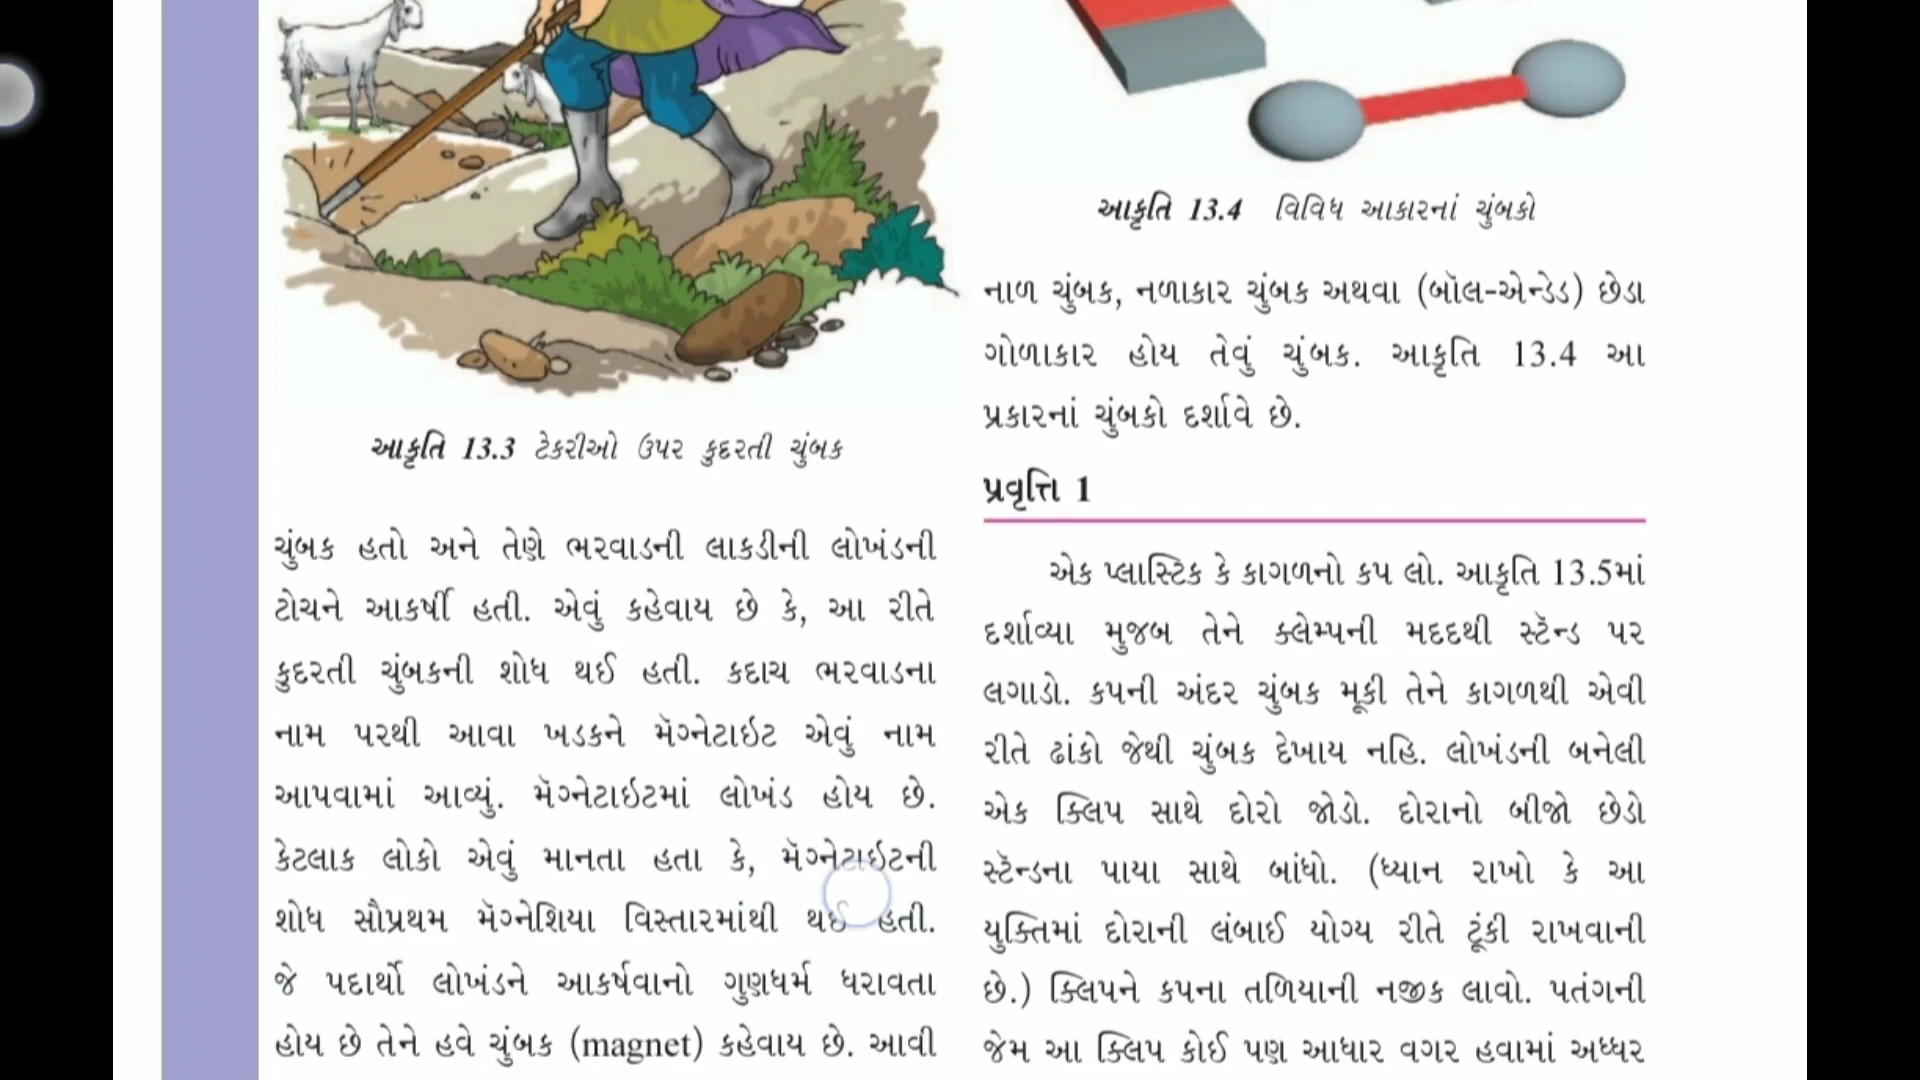 આકૃતિ 13.3 ટેકરીઓ ઉપર કુદરતી ચુંબક
ચુંબક હતો અને તેણે ભરવાડની લાકડીની લોખંડની
ટોચને આકર્ષી હતી. એવું કહેવાય છે કે, આ રીતે
કુદરતી ચુંબકની શોધ થઈ હતી. કદાચ ભરવાડના
નામ પરથી આવા ખડકને મૅગ્નેટાઇટ એવું નામ
આપવામાં આવ્યું. મૅગ્નેટાઇટમાં લોખંડ હોય છે.
કેટલાક લોકો એવું માનતા હતા કે, મૅગ્નેટાઇટની
શોધ સૌપ્રથમ મૅગ્નેશિયા વિસ્તારમાંથી થઈ હતી.
જે પદાર્થો લોખંડને આકર્ષવાનો ગુણધર્મ ધરાવતા
હોય છે તેને હવે ચુંબક (magnet) કહેવાય છે. આવી
આકૃતિ 13.4 વિવિધ આકારનાં ચુંબકો
નાળ ચુંબક, નળાકાર ચુંબક અથવા (બૉલ-એન્ડેડ) છેડા
ગોળાકાર હોય તેવું ચુંબક. આકૃતિ 13.4 આ
પ્રકારનાં ચુંબકો દર્શાવે છે.
પ્રવૃત્તિ 1
એક પ્લાસ્ટિક કે કાગળનો કપ લો. આકૃતિ 13.5માં
દર્શાવ્યા મુજબ તેને ક્લેમ્પની મદદથી સ્ટૅન્ડ પર
લગાડો. કપની અંદર ચુંબક મૂકી તેને કાગળથી એવી
રીતે ઢાંકો જેથી ચુંબક દેખાય નહિ. લોખંડની બનેલી
એક ક્લિપ સાથે દોરો જોડો. દોરાનો બીજો છેડો
સ્ટૅન્ડના પાયા સાથે બાંધો. (ધ્યાન રાખો કે આ
યુક્તિમાં દોરાની લંબાઈ યોગ્ય રીતે ટૂંકી રાખવાની
છે.) ક્લિપને કપના તળિયાની નજીક લાવો. પતંગની
જેમ આ ક્લિપ કોઈ પણ આધાર વગર હવામાં અધ્ધર